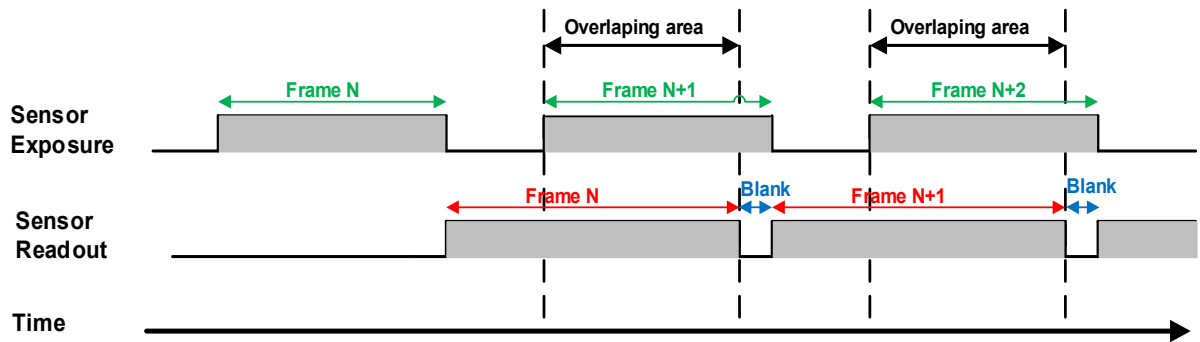 Overlaping area
Overlaping area
Frame N
Frame N+1
Frame N+2
Sensor
Exposure
Frame N
Blank
Frame N+1
Blank
Sensor
Readout
Time